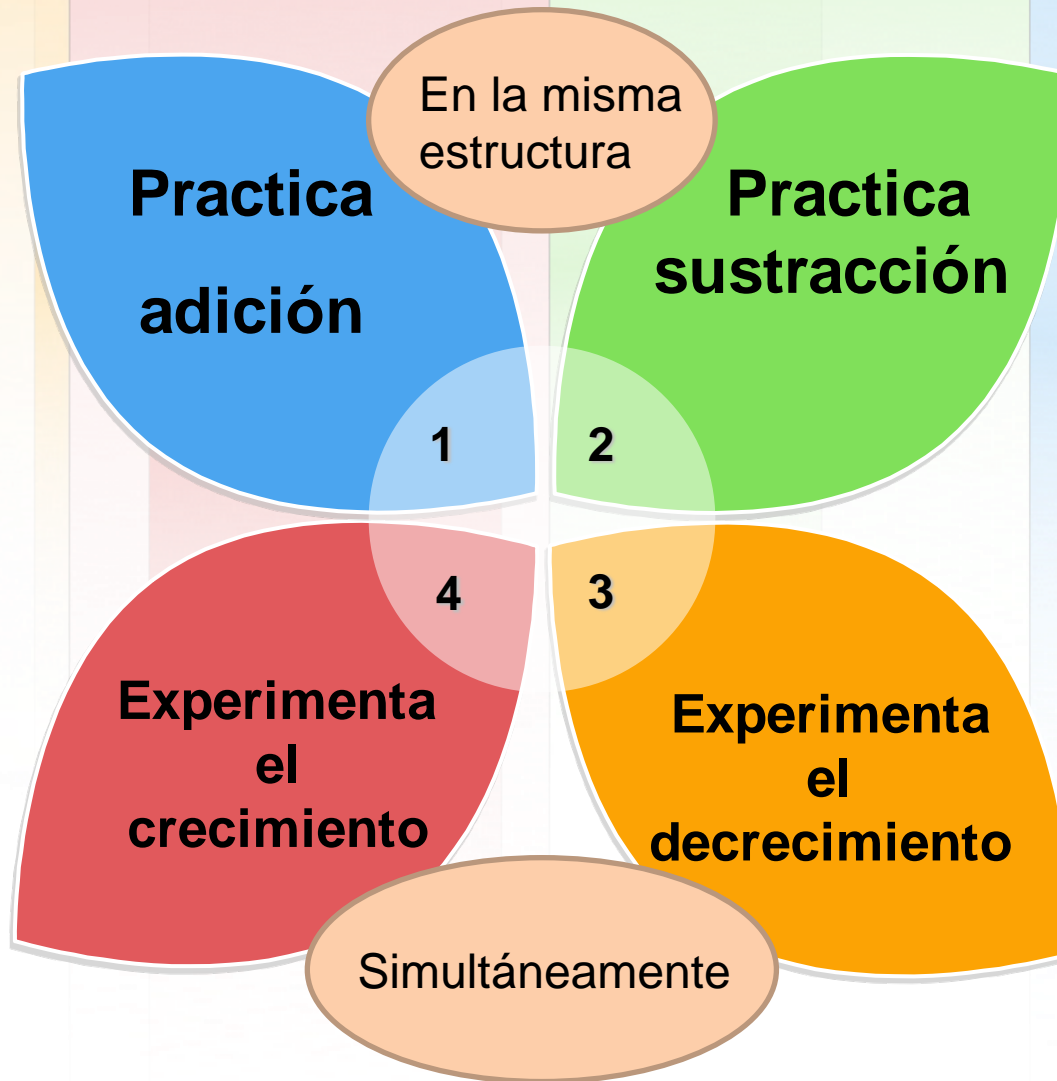 En la misma
estructura
Practica
adición
Practica
sustracción
1
2
4
3
Experimenta
el
crecimiento
Experimenta
el
decrecimiento
Simultáneamente